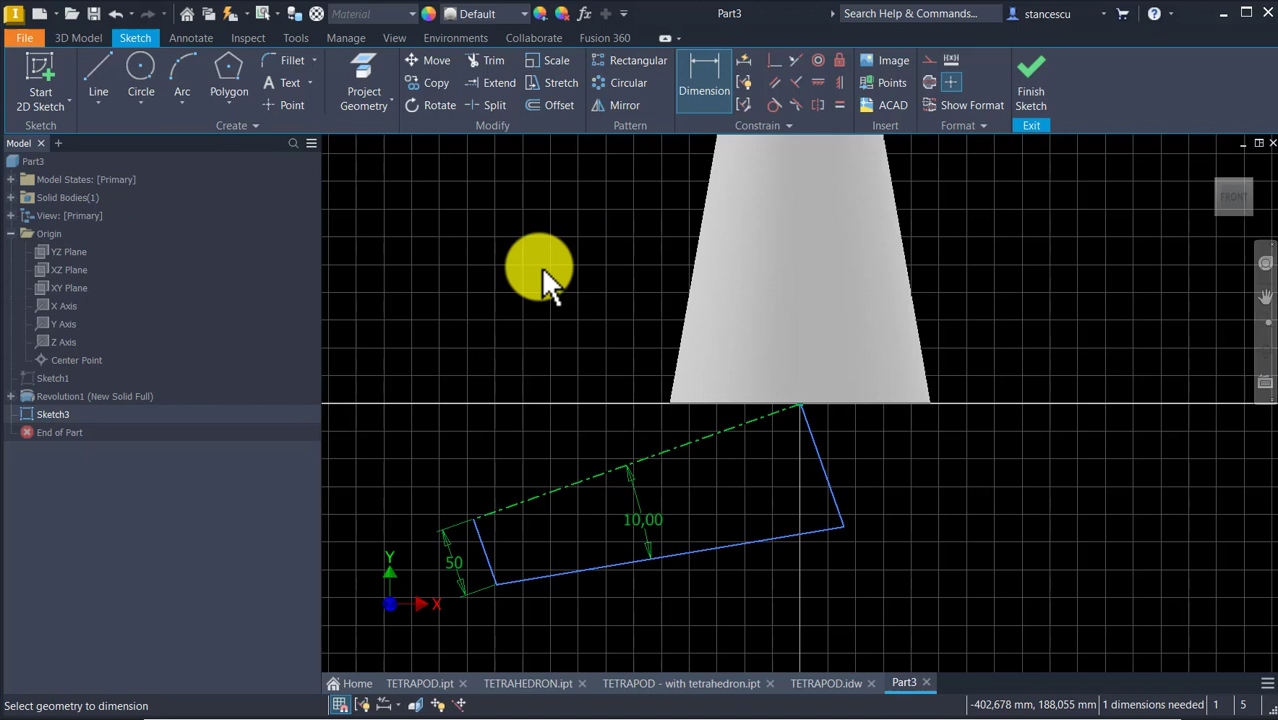 Material
Default
Part3
Search Help & Commands...
stancescu
File
3D Model
Sketch
Annotate
Inspect
Tools
Manage
View
Environments
Collaborate
Fusion 360
Start
2D Sketch
Line
Circle
Arc
Polygon
Fillet
Text
Point
Project
Geometry
Move
Copy
Rotate
Trim
Extend
Split
Scale
Stretch
Offset
Rectangular
Circular
Mirror
Dimension
Image
Points
ACAD
Show Format
Finish
Sketch
Sketch
Create
Modify
Pattern
Constrain
Insert
Format
Exit
Model
Part3
Model States: [Primary]
Solid Bodies(1)
View: [Primary]
Origin
YZ Plane
XZ Plane
XY Plane
X Axis
Y Axis
Z Axis
Center Point
Sketch1
Revolution1 (New Solid Full)
Sketch3
End of Part
FRONT
10,00
50
Y
X
Home
TETRAPOD.ipt
TETRAHEDRON.ipt
TETRAPOD - with tetrahedron.ipt
TETRAPOD.idw
Part3
Select geometry to dimension
-402,678 mm, 188,055 mm
1 dimensions needed
1
5